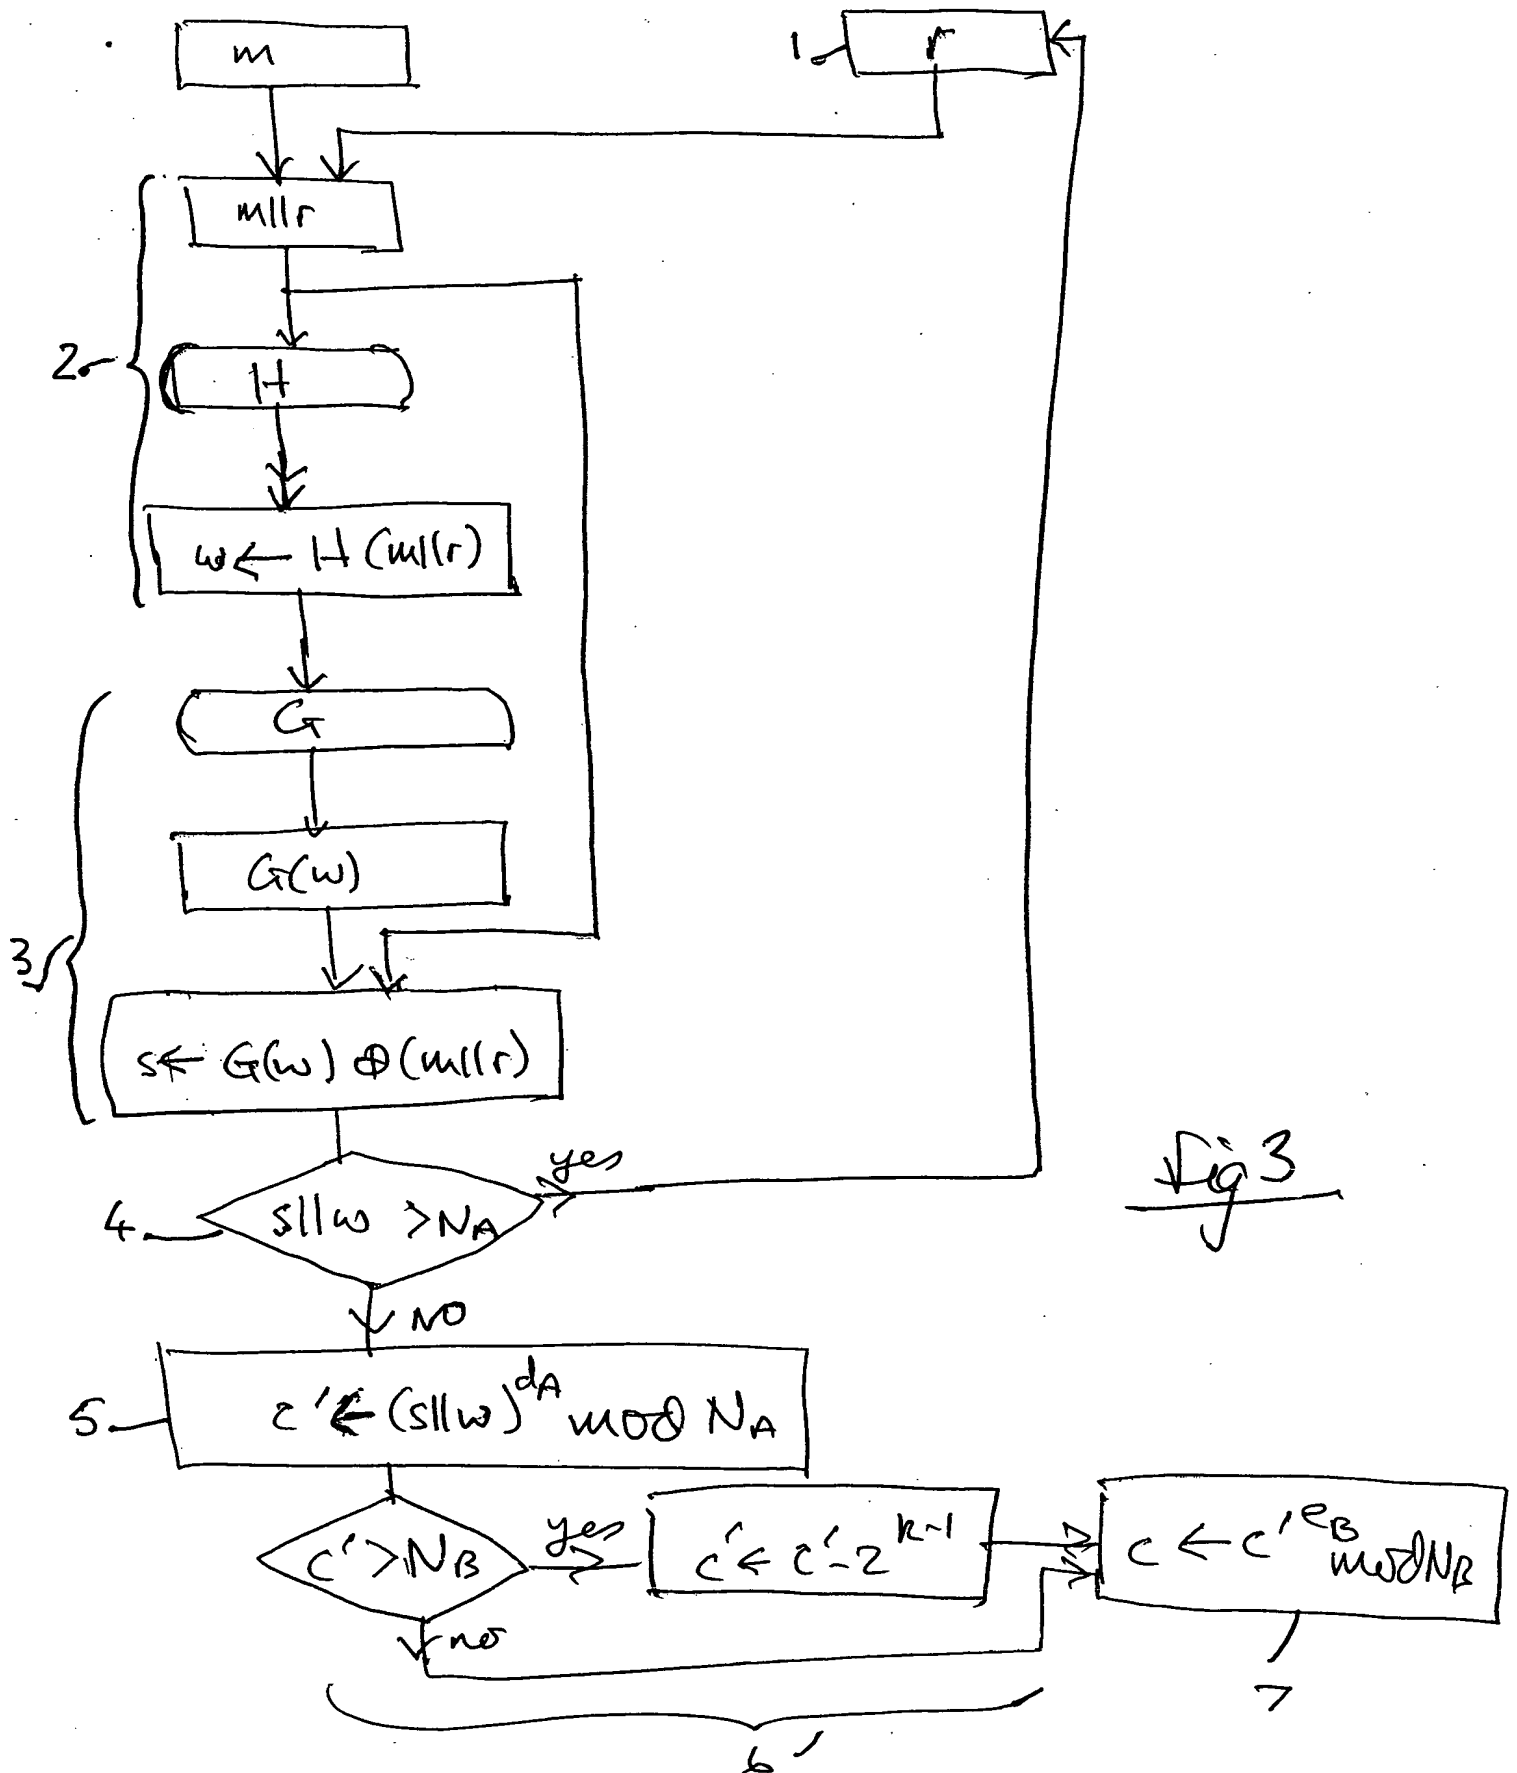 m
1. r
m||r
2.
H
w ← H (m||r)
G
G(w)
3
s ← G(w) ⊕ (m||r)
yes
4. s||w > N_A
Fig 3
NO
5. c' ← (s||w)^{d_A} mod N_A
c' > N_B yes c' ← c' - 2^{k-1} c ← c'^{e_B} mod N_B
no
7
6'